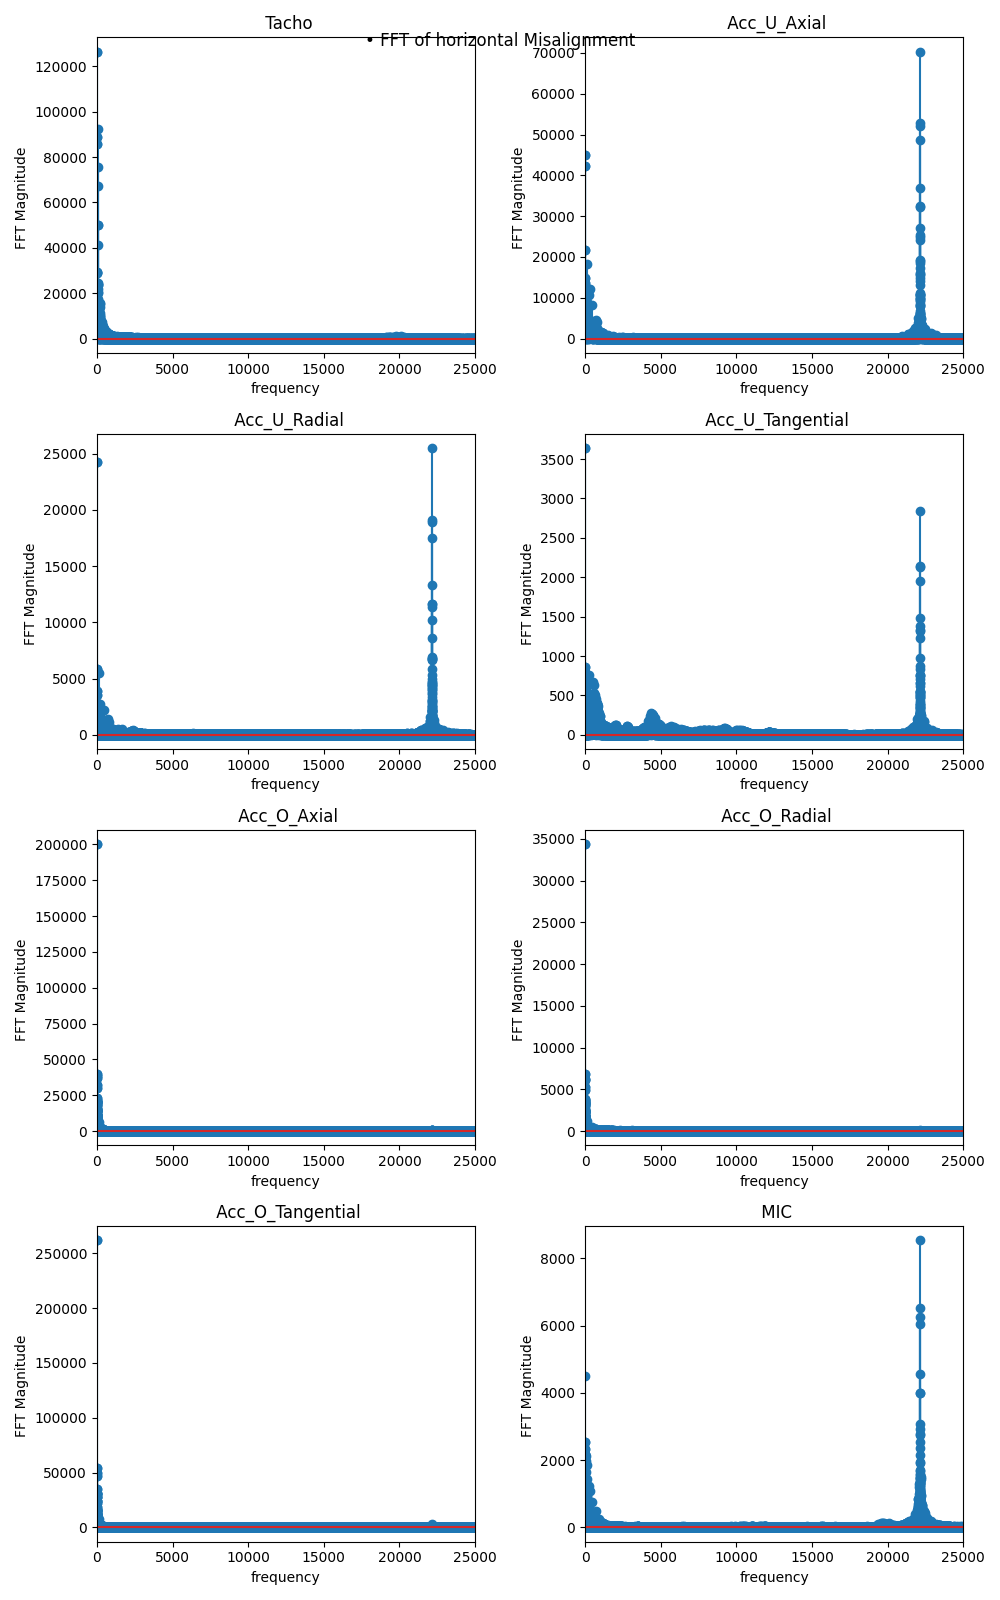 Tacho
Acc_U_Axial
• FFT of horizontal Misalignment
120000
100000
80000
60000
40000
20000
0
FFT Magnitude
0 5000 10000 15000 20000 25000
frequency
70000
60000
50000
40000
30000
20000
10000
0
FFT Magnitude
0 5000 10000 15000 20000 25000
frequency
Acc_U_Radial
25000
20000
15000
10000
5000
0
FFT Magnitude
0 5000 10000 15000 20000 25000
frequency
Acc_U_Tangential
3500
3000
2500
2000
1500
1000
500
0
FFT Magnitude
0 5000 10000 15000 20000 25000
frequency
Acc_O_Axial
200000
175000
150000
125000
100000
75000
50000
25000
0
FFT Magnitude
0 5000 10000 15000 20000 25000
frequency
Acc_O_Radial
35000
30000
25000
20000
15000
10000
5000
0
FFT Magnitude
0 5000 10000 15000 20000 25000
frequency
Acc_O_Tangential
250000
200000
150000
100000
50000
0
FFT Magnitude
0 5000 10000 15000 20000 25000
frequency
MIC
8000
6000
4000
2000
0
FFT Magnitude
0 5000 10000 15000 20000 25000
frequency